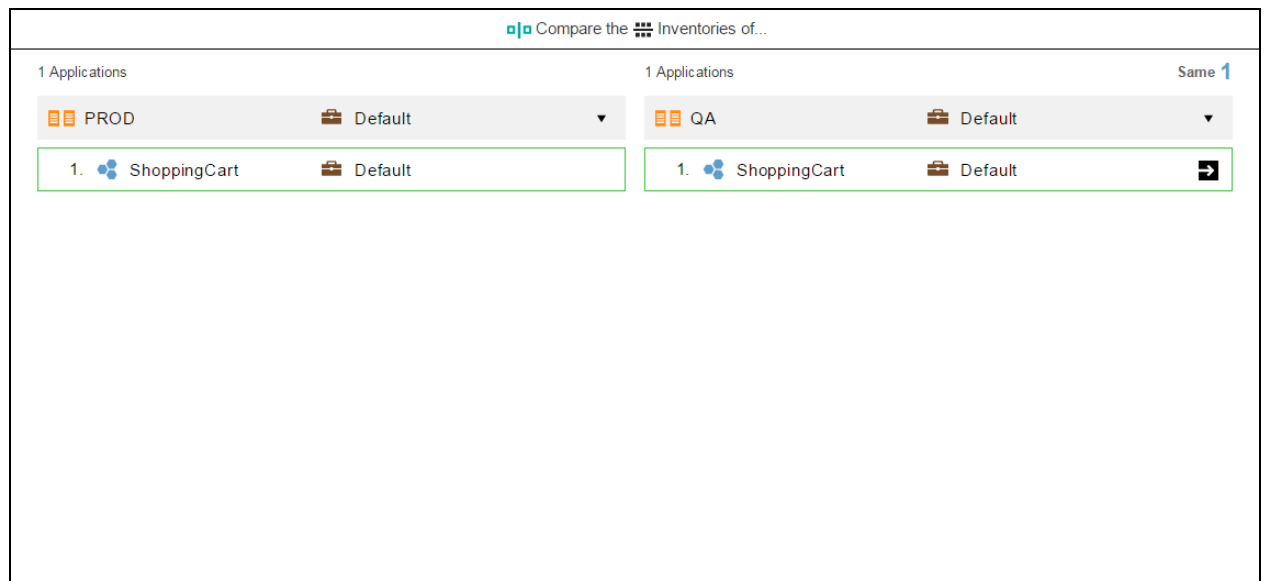 Compare the Inventories of...
1 Applications
1 Applications Same 1
PROD Default
QA Default
1. ShoppingCart Default
1. ShoppingCart Default